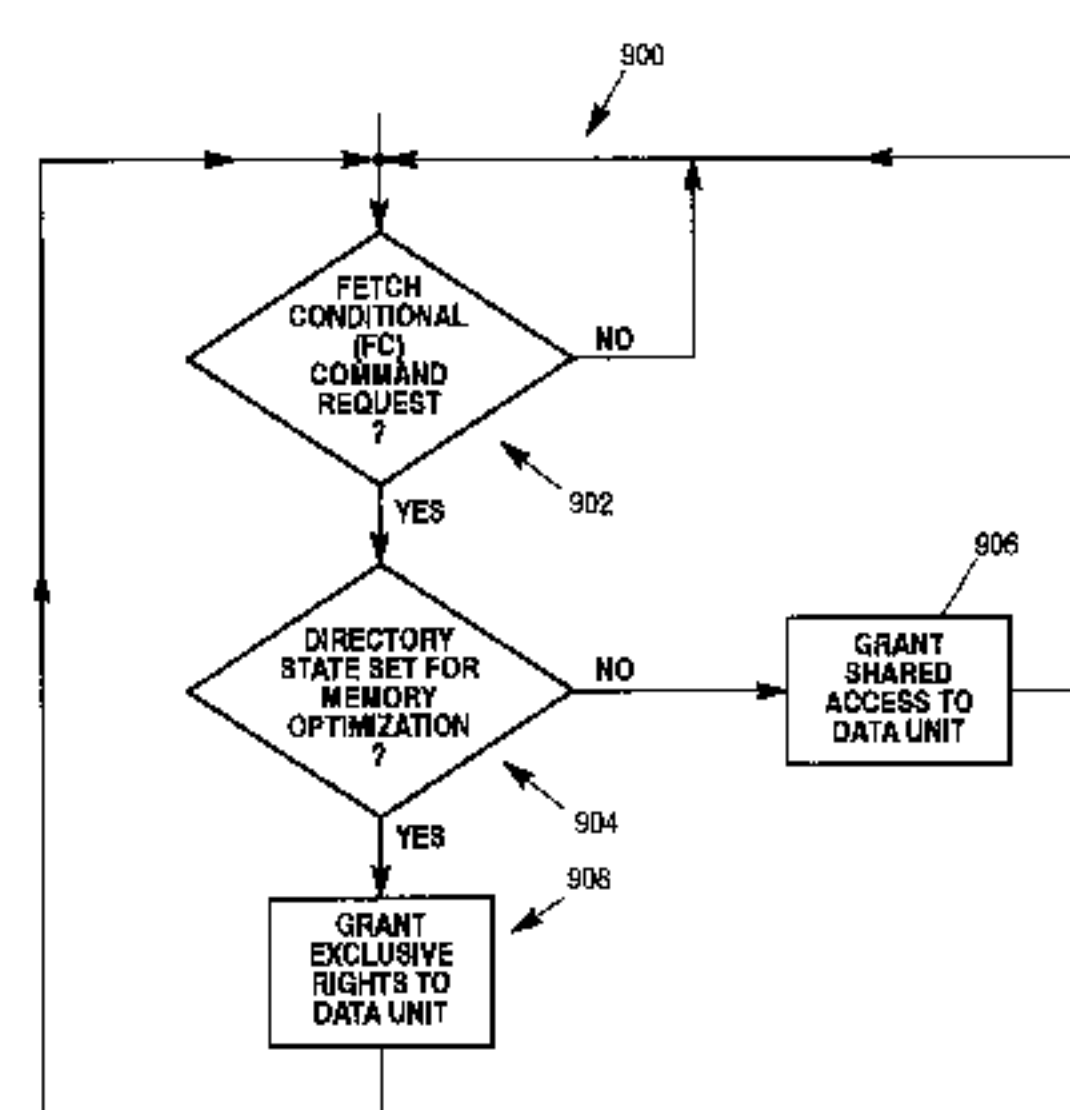 900
FETCH
CONDITIONAL
(FC)
COMMAND
REQUEST
?
NO
902
YES
906
DIRECTORY
STATE SET FOR
MEMORY
OPTIMIZATION
?
NO
GRANT
SHARED
ACCESS TO
DATA UNIT
904
YES
908
GRANT
EXCLUSIVE
RIGHTS TO
DATA UNIT